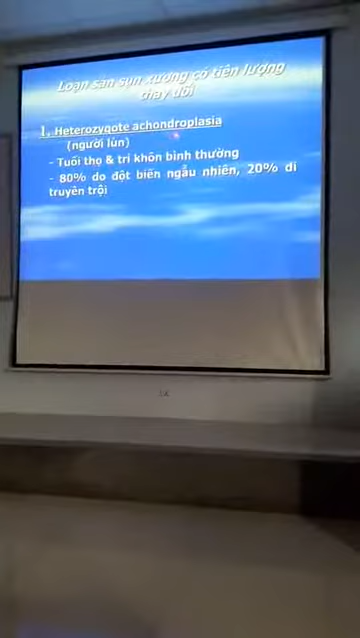 Loạn sản sụn xương có tiên lượng
thay đổi
1. Heterozygote achondroplasia
(người lùn)
- Tuổi thọ & trí khôn bình thường
- 80% do đột biến ngẫu nhiên, 20% di
truyền trội